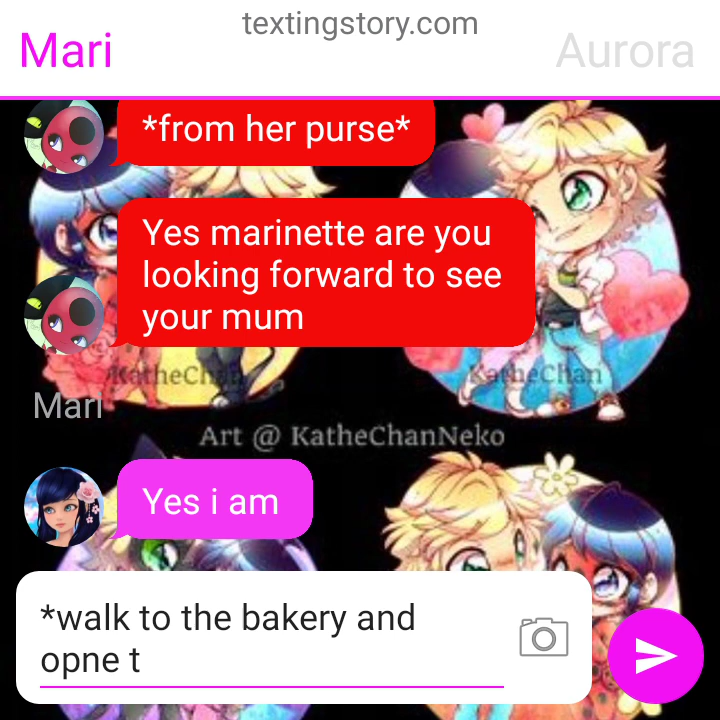 textingstory.com
Mari
Aurora
*from her purse*
Yes marinette are you
looking forward to see
your mum
KatheChan
KatheChan
Mari
Art @ KatheChanNeko
Yes i am
*walk to the bakery and
opne t